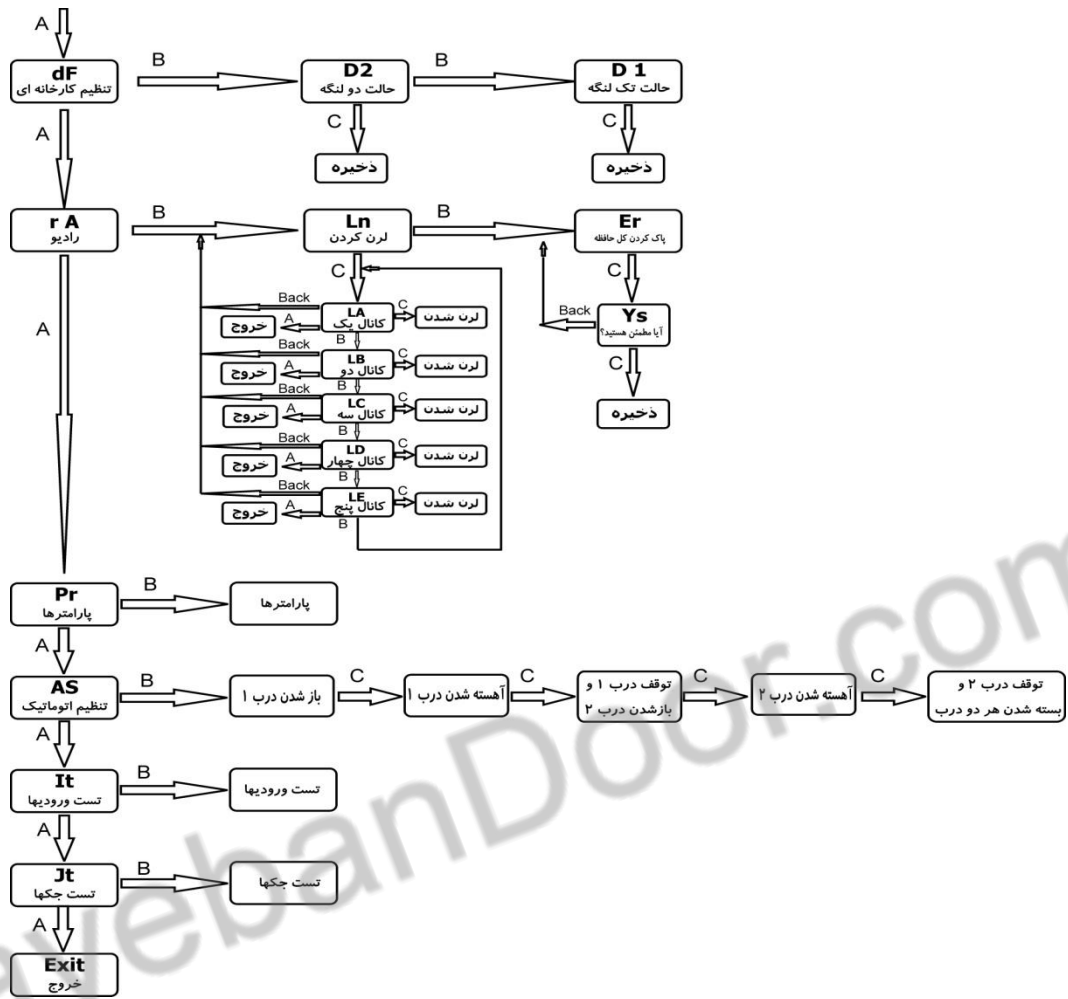 A
dF
تنظیم کارخانه ای
B
D2
حالت دو لنگه
B
D 1
حالت تک لنگه
C
ذخیره
C
ذخیره
A
r A
رادیو
B
Ln
لرن کردن
B
Er
پاک کردن کل حافظه
C
C
Ys
آیا مطمئن هستید؟
Back
C
ذخیره
Back
LA
کانال یک
C
لرن شدن
A
خروج
B
Back
LB
کانال دو
C
لرن شدن
A
خروج
B
Back
LC
کانال سه
C
لرن شدن
A
خروج
B
Back
LD
کانال چهار
C
لرن شدن
A
خروج
B
Back
LE
کانال پنج
C
لرن شدن
A
خروج
B
A
Pr
پارامترها
B
پارامترها
A
AS
تنظیم اتوماتیک
B
باز شدن درب ۱
C
آهسته شدن درب ۱
C
توقف درب ۱ و
بازشدن درب ۲
C
آهسته شدن درب ۲
C
توقف درب ۲ و
بسته شدن هر دو درب
A
It
تست ورودیها
B
تست ورودیها
A
Jt
تست جکها
B
تست جکها
A
Exit
خروج
avebanDoor.com